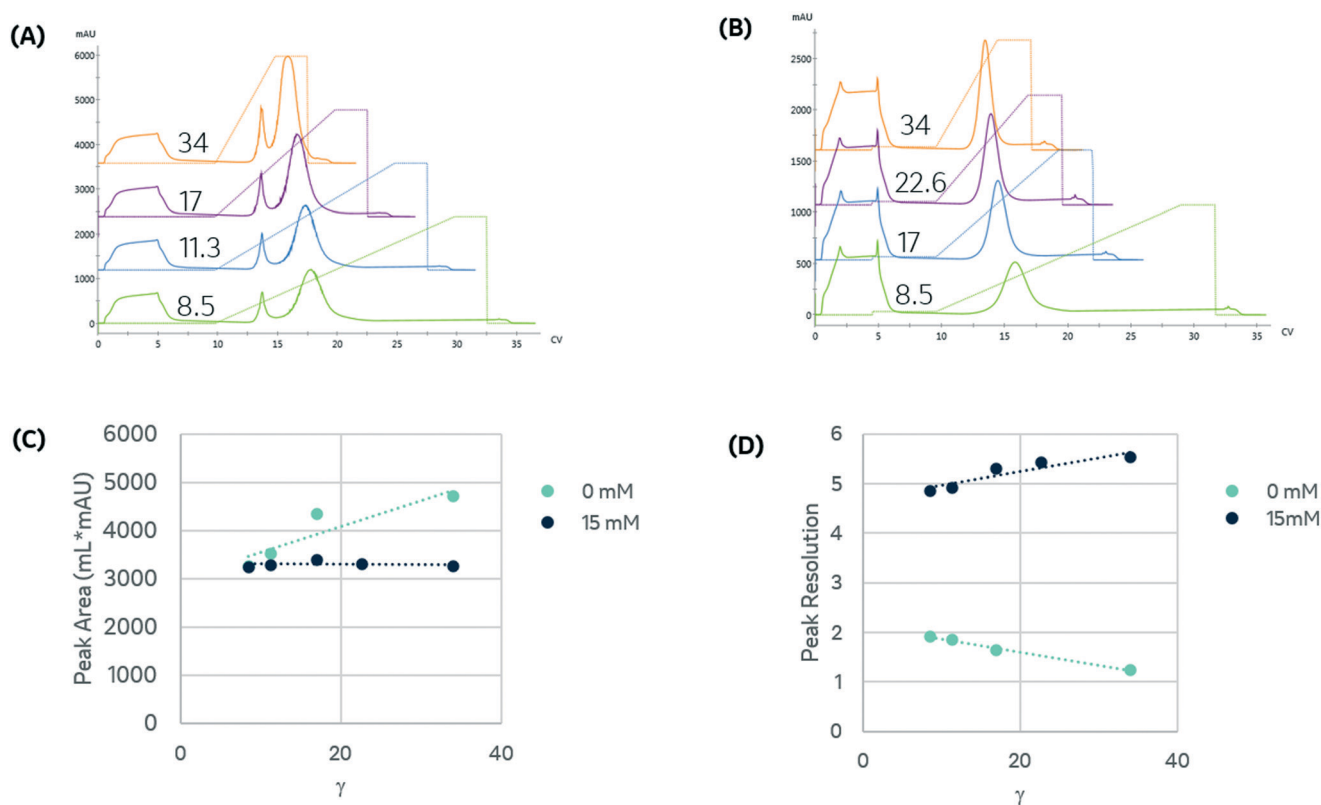 (A)
mAU
6000
5000
4000
3000
2000
1000
0
34
17
11.3
8.5
0 5 10 15 20 25 30 35 CV
(B)
mAU
2500
2000
1500
1000
500
0
34
22.6
17
8.5
0 5 10 15 20 25 30 35 CV
(C)
Peak Area (mL*mAU)
6000
5000
4000
3000
2000
1000
0
0 20 40
γ
0 mM
15 mM
(D)
Peak Resolution
6
5
4
3
2
1
0
0 20 40
γ
0 mM
15mM